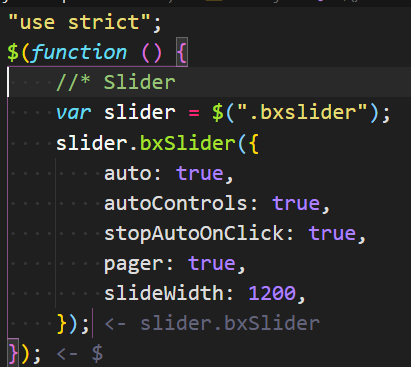 "use strict";
$(function () {
    //* Slider
    var slider = $(".bxslider");
    slider.bxSlider({
        auto: true,
        autoControls: true,
        stopAutoOnClick: true,
        pager: true,
        slideWidth: 1200,
    }); <- slider.bxSlider
}); <- $